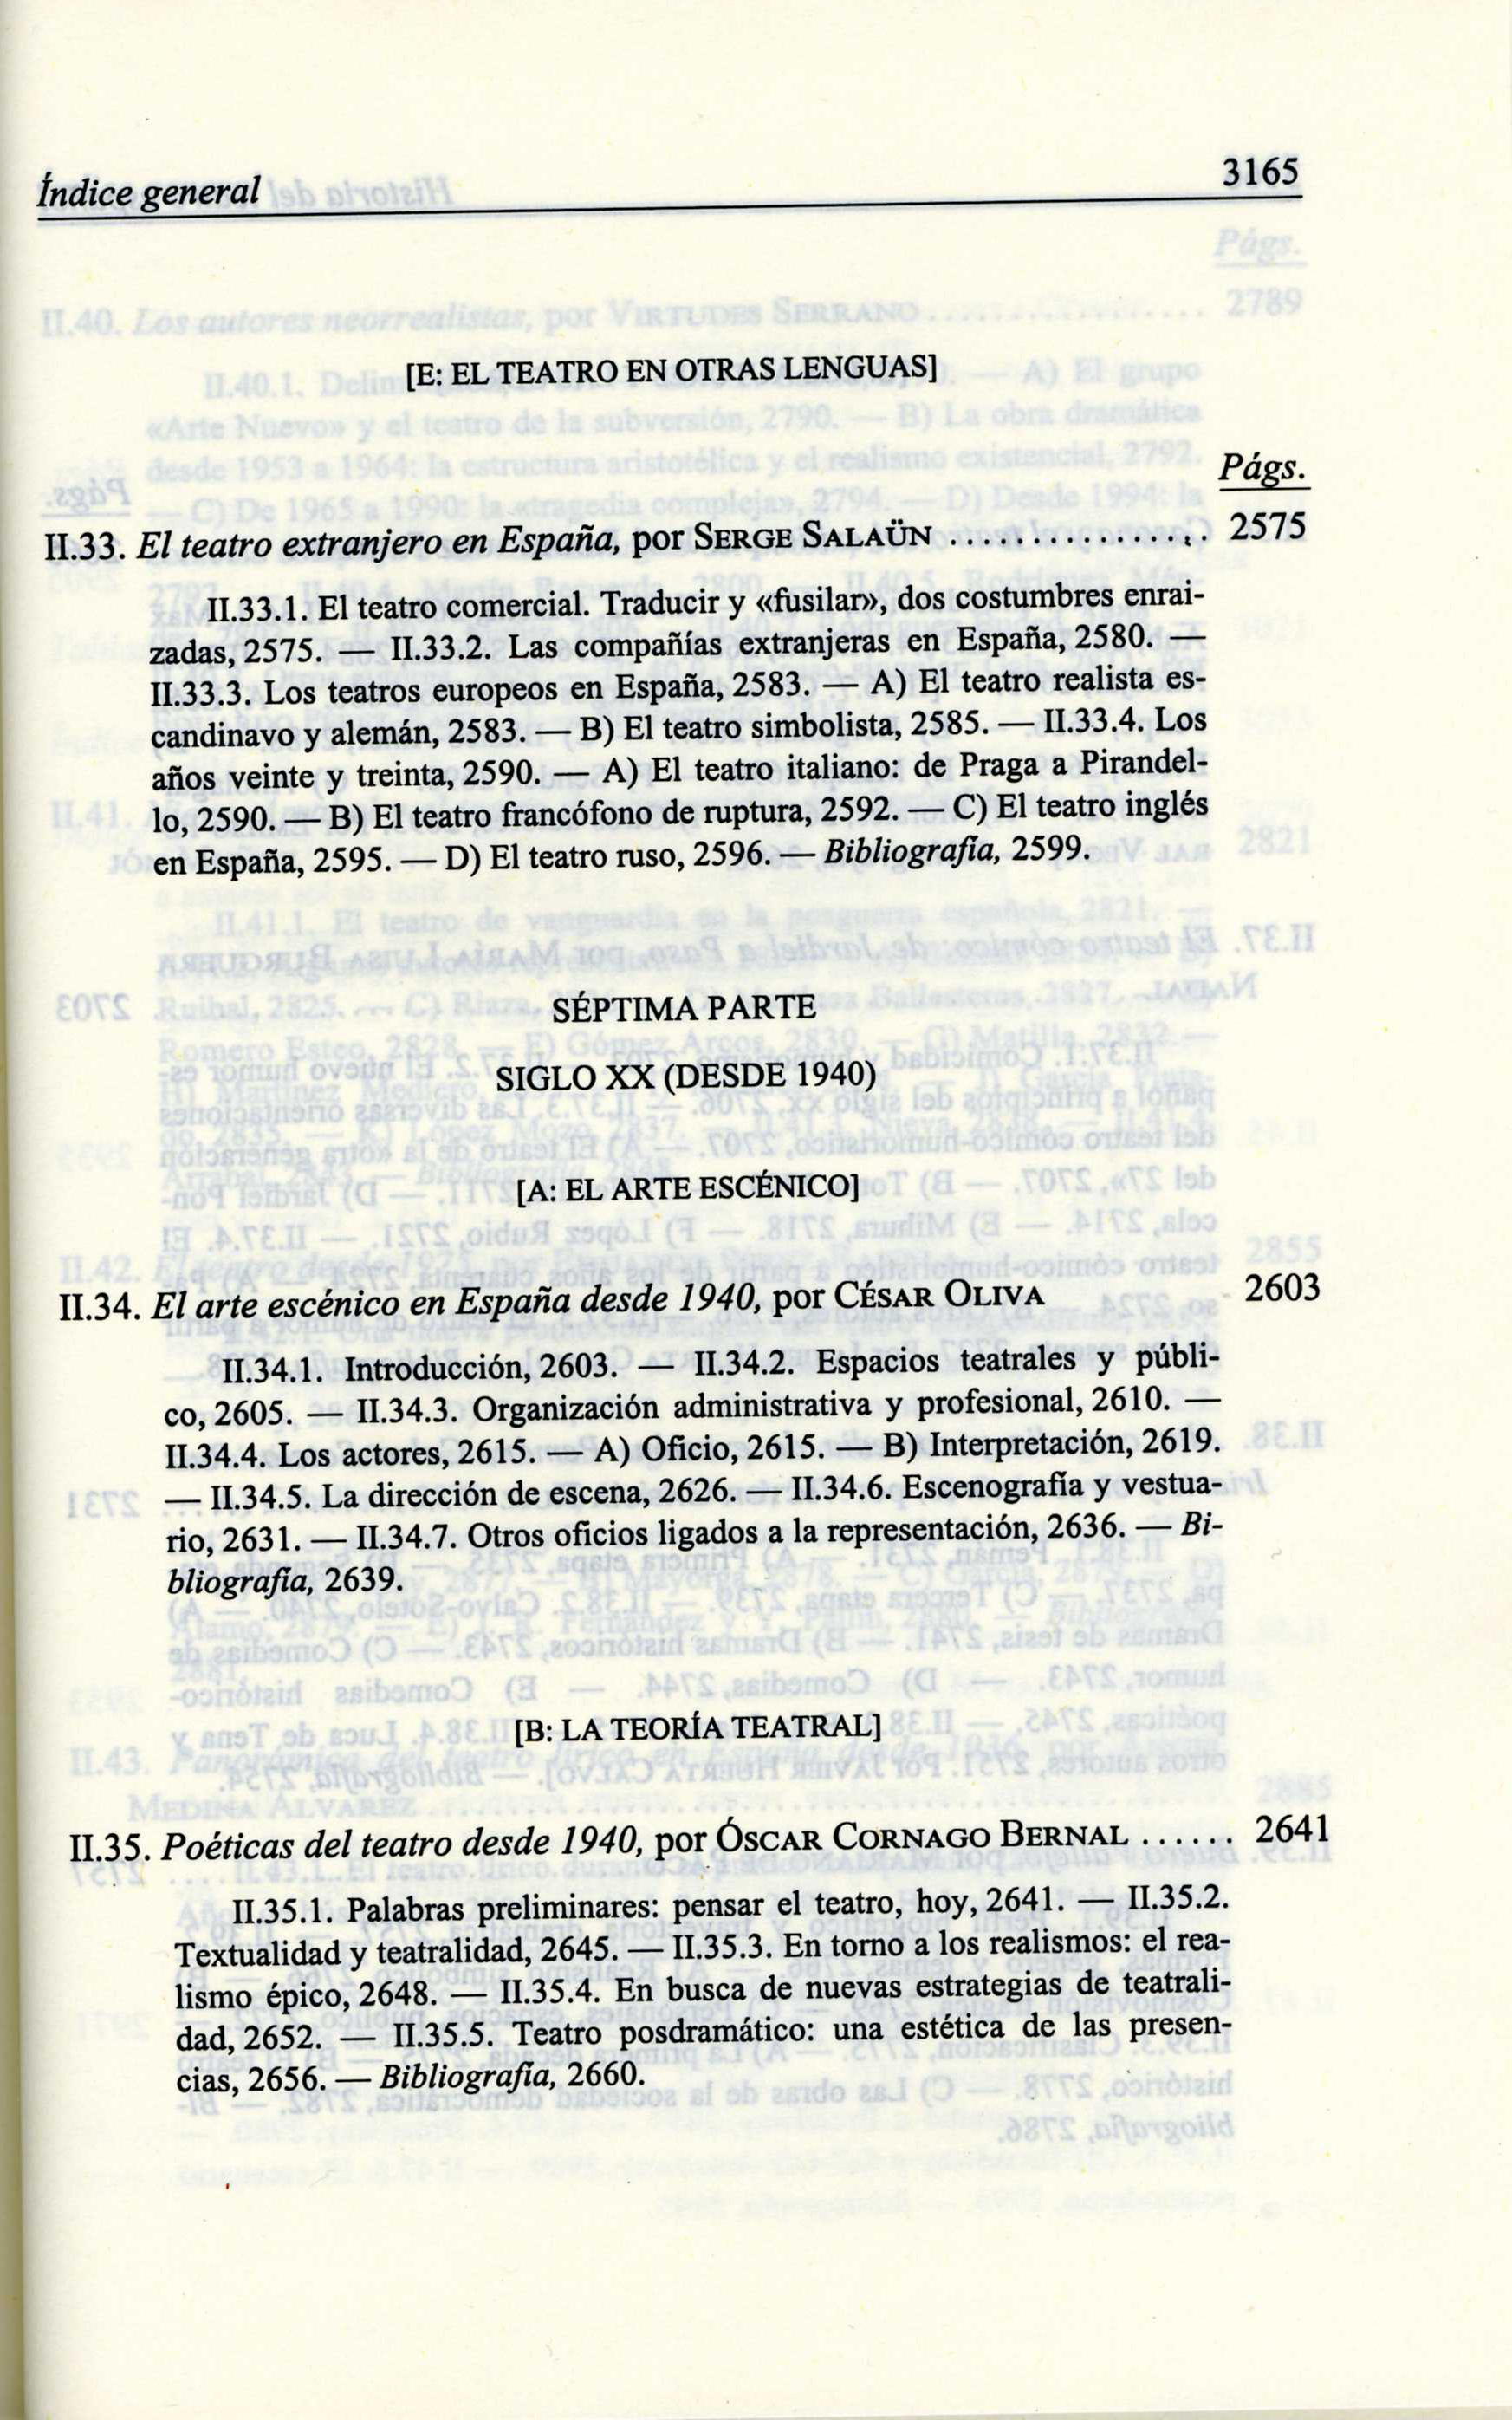 Índice general
3165
[E: EL TEATRO EN OTRAS LENGUAS]
Págs.
II.33. El teatro extranjero en España, por SERGE SALAÜN ................ 2575
II.33.1. El teatro comercial. Traducir y «fusilar», dos costumbres enrai-
zadas, 2575. — II.33.2. Las compañías extranjeras en España, 2580. —
II.33.3. Los teatros europeos en España, 2583. — A) El teatro realista es-
candinavo y alemán, 2583. — B) El teatro simbolista, 2585. — II.33.4. Los
años veinte y treinta, 2590. — A) El teatro italiano: de Praga a Pirandel-
lo, 2590. — B) El teatro francófono de ruptura, 2592. — C) El teatro inglés
en España, 2595. — D) El teatro ruso, 2596. — Bibliografía, 2599.
SÉPTIMA PARTE
SIGLO XX (DESDE 1940)
[A: EL ARTE ESCÉNICO]
II.34. El arte escénico en España desde 1940, por CÉSAR OLIVA 2603
II.34.1. Introducción, 2603. — II.34.2. Espacios teatrales y públi-
co, 2605. — II.34.3. Organización administrativa y profesional, 2610. —
II.34.4. Los actores, 2615. — A) Oficio, 2615. — B) Interpretación, 2619.
— II.34.5. La dirección de escena, 2626. — II.34.6. Escenografía y vestua-
rio, 2631. — II.34.7. Otros oficios ligados a la representación, 2636. — Bi-
bliografía, 2639.
[B: LA TEORÍA TEATRAL]
II.35. Poéticas del teatro desde 1940, por ÓSCAR CORNAGO BERNAL ...... 2641
II.35.1. Palabras preliminares: pensar el teatro, hoy, 2641. — II.35.2.
Textualidad y teatralidad, 2645. — II.35.3. En torno a los realismos: el rea-
lismo épico, 2648. — II.35.4. En busca de nuevas estrategias de teatrali-
dad, 2652. — II.35.5. Teatro posdramático: una estética de las presen-
cias, 2656. — Bibliografía, 2660.